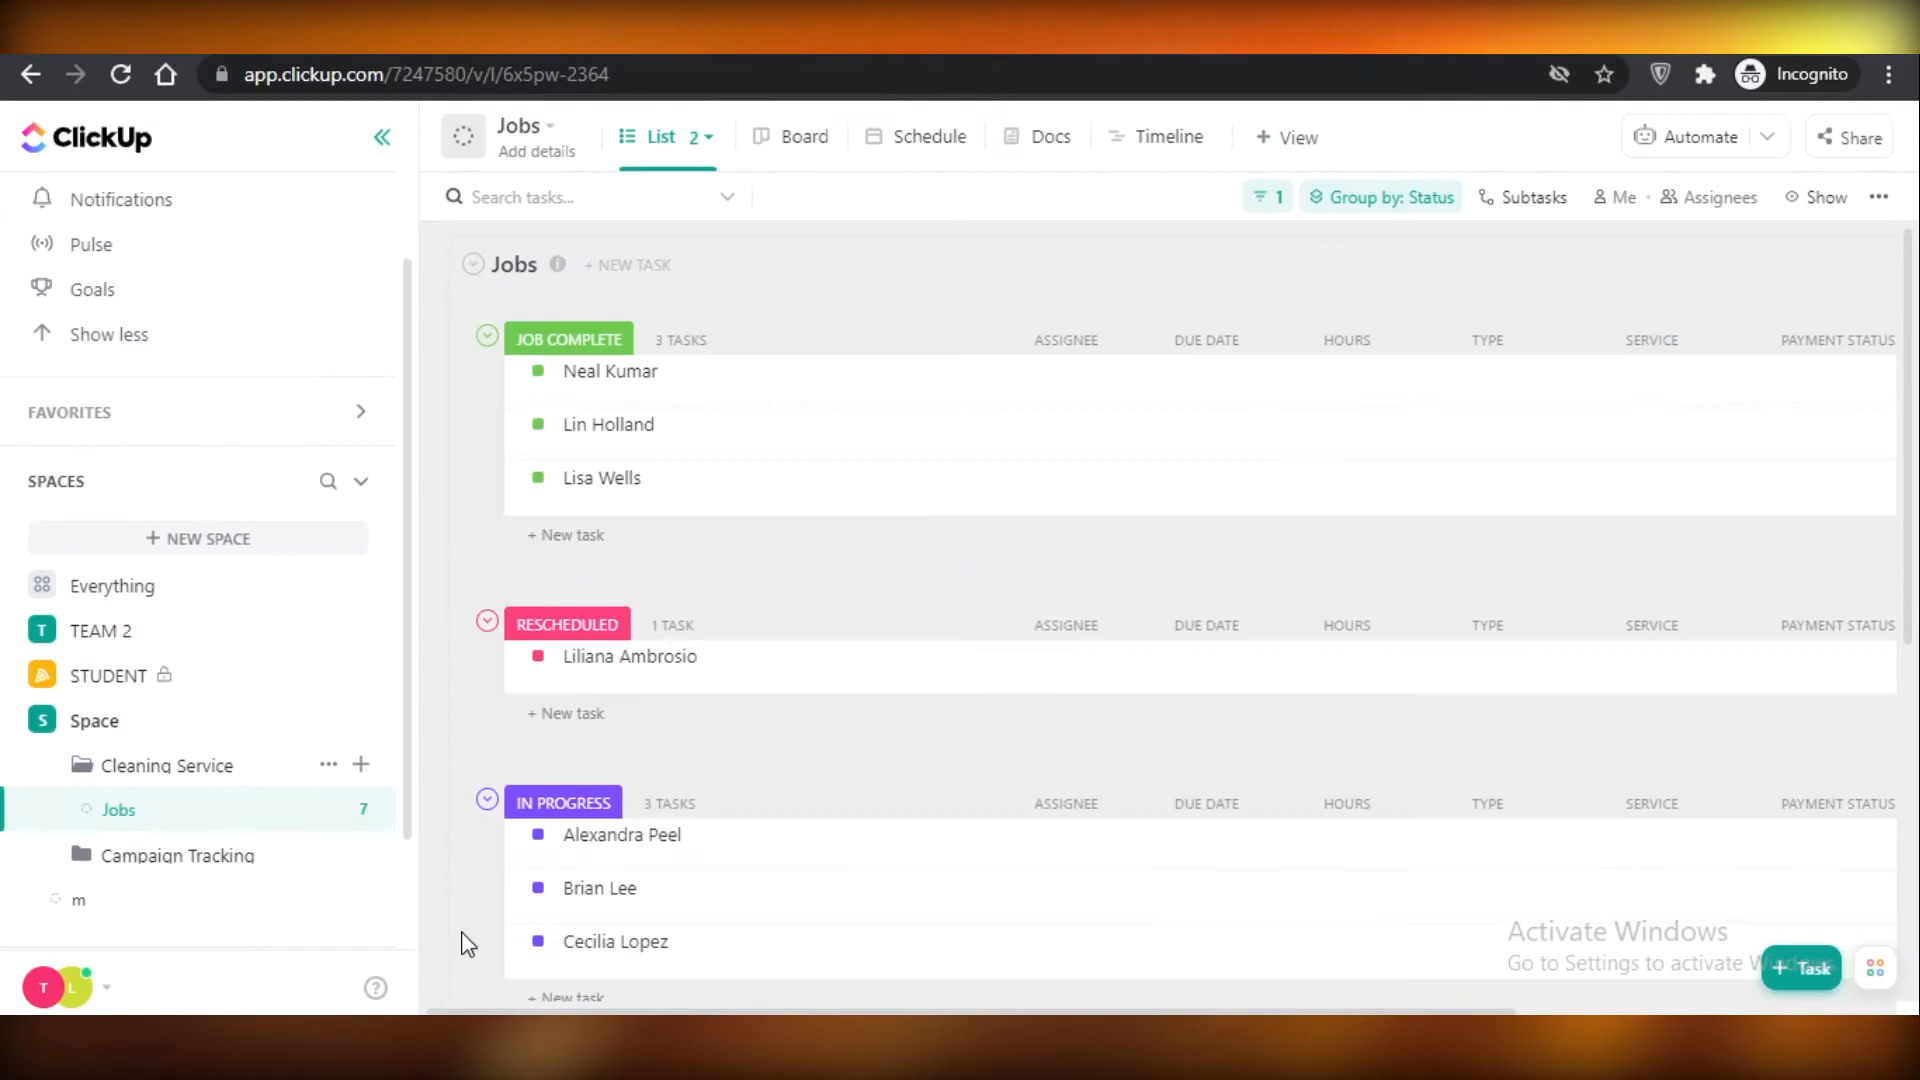 app.clickup.com/7247580/v/l/6x5pw-2364
Incognito
ClickUp
Notifications
Pulse
Goals
Show less
FAVORITES
SPACES
+ NEW SPACE
Everything
T TEAM 2
STUDENT
S Space
Cleaning Service
Jobs 7
Campaign Tracking
m
T L
?
Jobs
Add details
List 2
Board
Schedule
Docs
Timeline
+ View
Automate
Share
Search tasks...
1
Group by: Status
Subtasks
Me
Assignees
Show
Jobs + NEW TASK
JOB COMPLETE 3 TASKS ASSIGNEE DUE DATE HOURS TYPE SERVICE PAYMENT STATUS
Neal Kumar
Lin Holland
Lisa Wells
+ New task
RESCHEDULED 1 TASK ASSIGNEE DUE DATE HOURS TYPE SERVICE PAYMENT STATUS
Liliana Ambrosio
+ New task
IN PROGRESS 3 TASKS ASSIGNEE DUE DATE HOURS TYPE SERVICE PAYMENT STATUS
Alexandra Peel
Brian Lee
Cecilia Lopez
+ New task
Activate Windows
Go to Settings to activate
+ Task